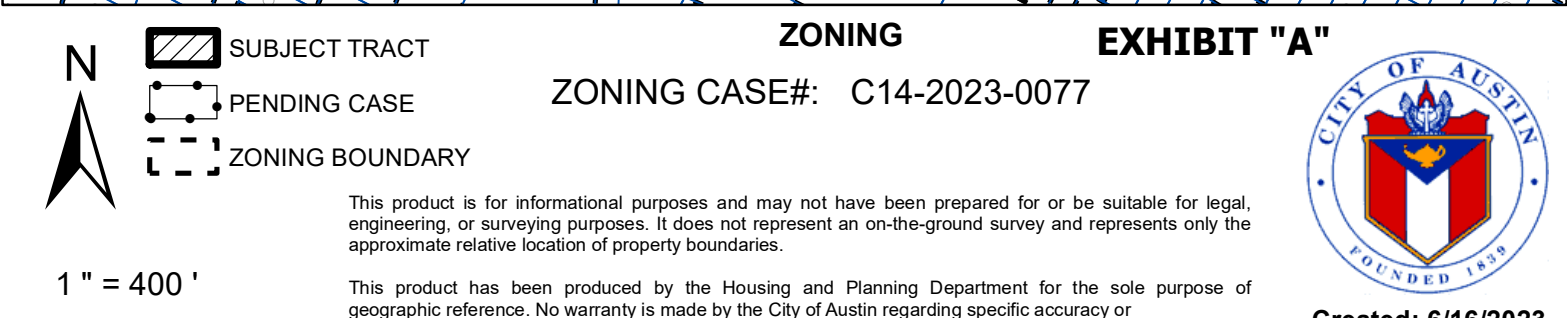 ZONING
EXHIBIT "A"
N
SUBJECT TRACT
PENDING CASE
ZONING BOUNDARY
ZONING CASE#: C14-2023-0077
This product is for informational purposes and may not have been prepared for or be suitable for legal,
engineering, or surveying purposes. It does not represent an on-the-ground survey and represents only the
approximate relative location of property boundaries.
1 " = 400 '
This product has been produced by the Housing and Planning Department for the sole purpose of
geographic reference. No warranty is made by the City of Austin regarding specific accuracy or
CITY OF AUSTIN
FOUNDED 1839
Created: 6/16/2023